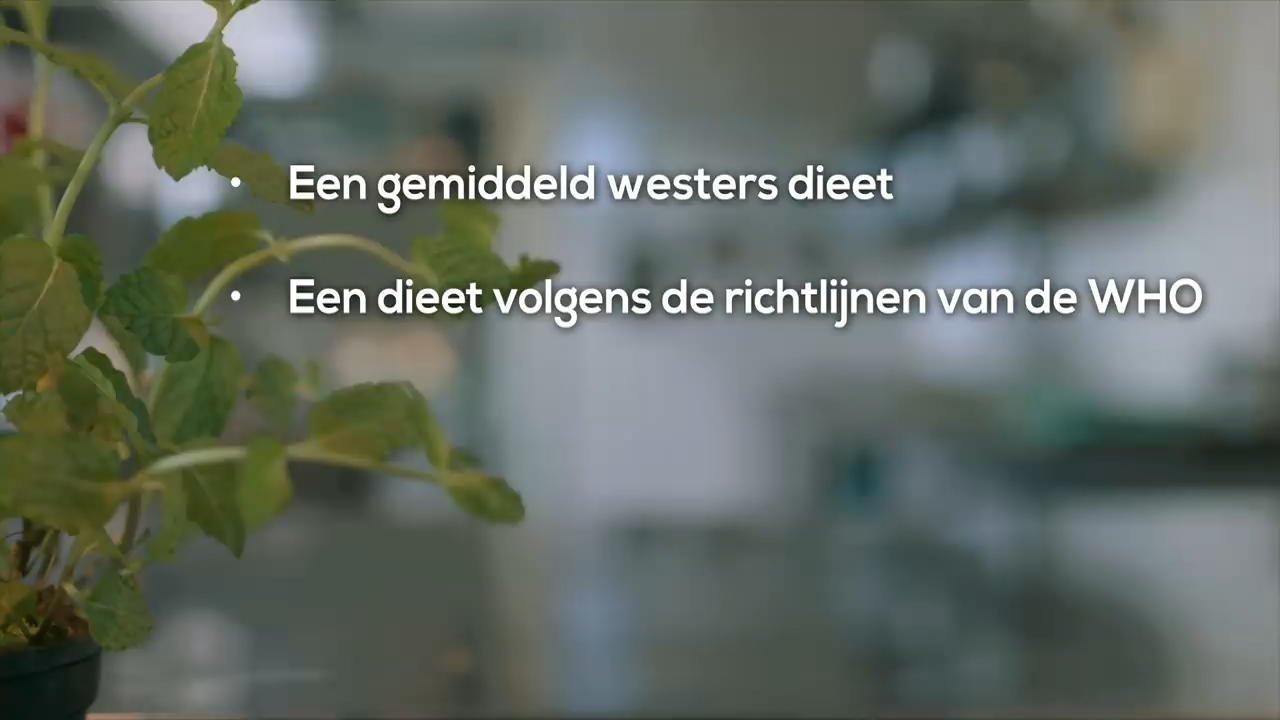 • Een gemiddeld westers dieet
• Een dieet volgens de richtlijnen van de WHO